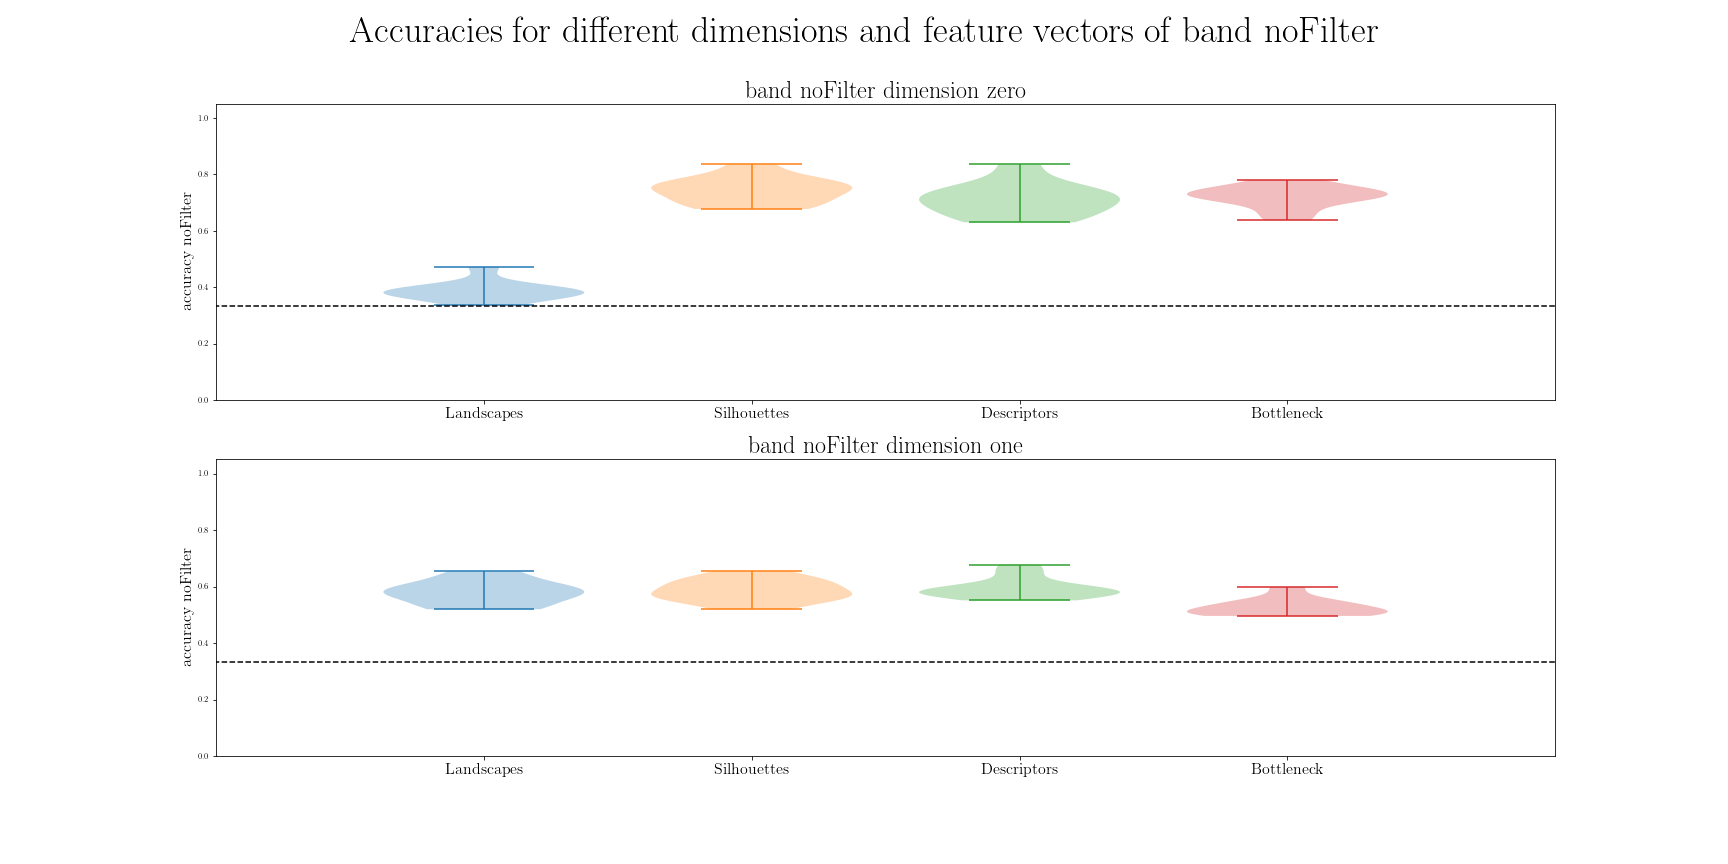 Accuracies for different dimensions and feature vectors of band noFilter
band noFilter dimension zero
accuracy noFilter
1.0
0.8
0.6
0.4
0.2
0.0
Landscapes Silhouettes Descriptors Bottleneck
band noFilter dimension one
accuracy noFilter
1.0
0.8
0.6
0.4
0.2
0.0
Landscapes Silhouettes Descriptors Bottleneck